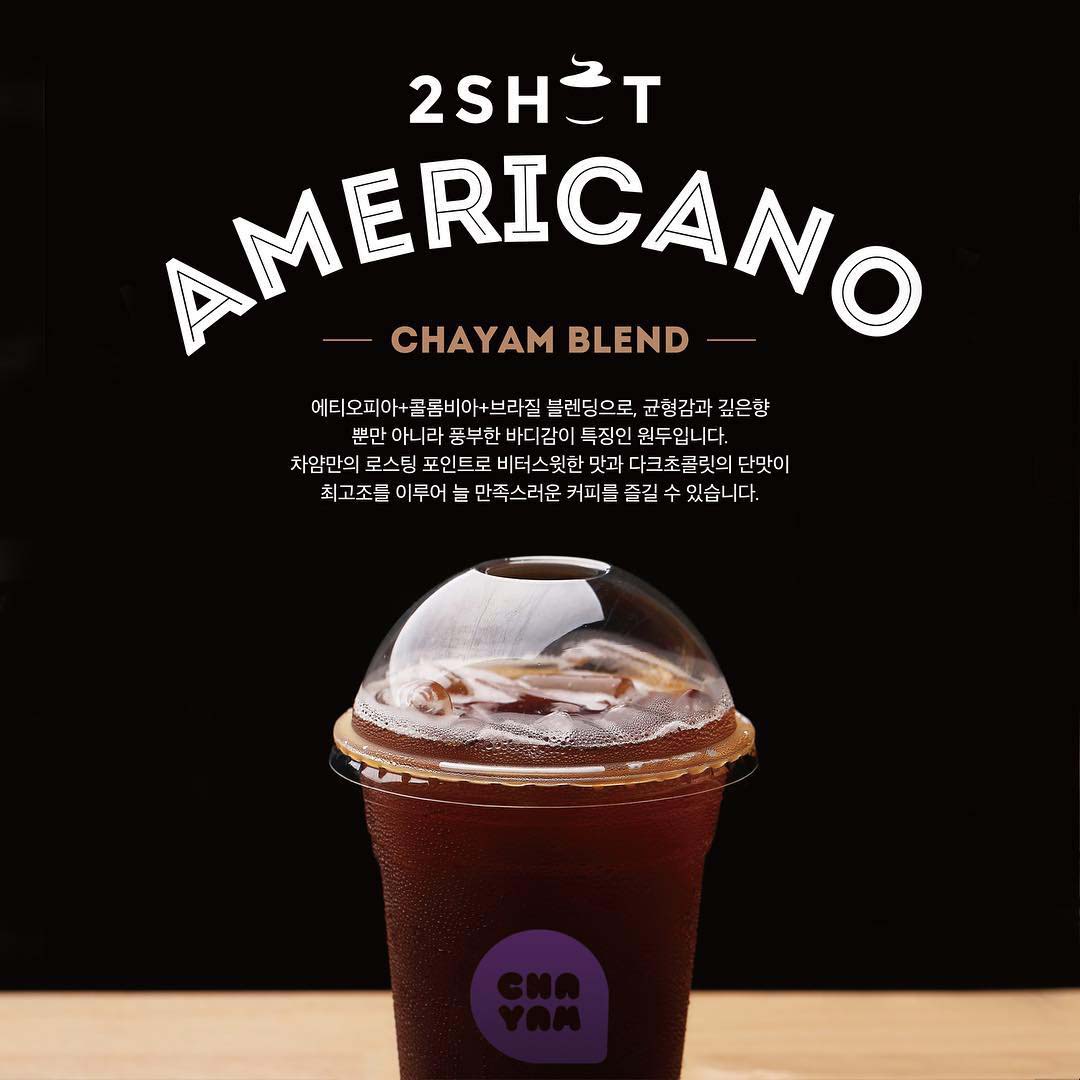 2SHOT
AMERICANO
CHAYAM BLEND
에티오피아+콜롬비아+브라질 블렌딩으로, 균형감과 깊은향
뿐만 아니라 풍부한 바디감이 특징인 원두입니다.
차얌만의 로스팅 포인트로 비터스윗한 맛과 다크초콜릿의 단맛이
최고조를 이루어 늘 만족스러운 커피를 즐길 수 있습니다.
CHA
YAM